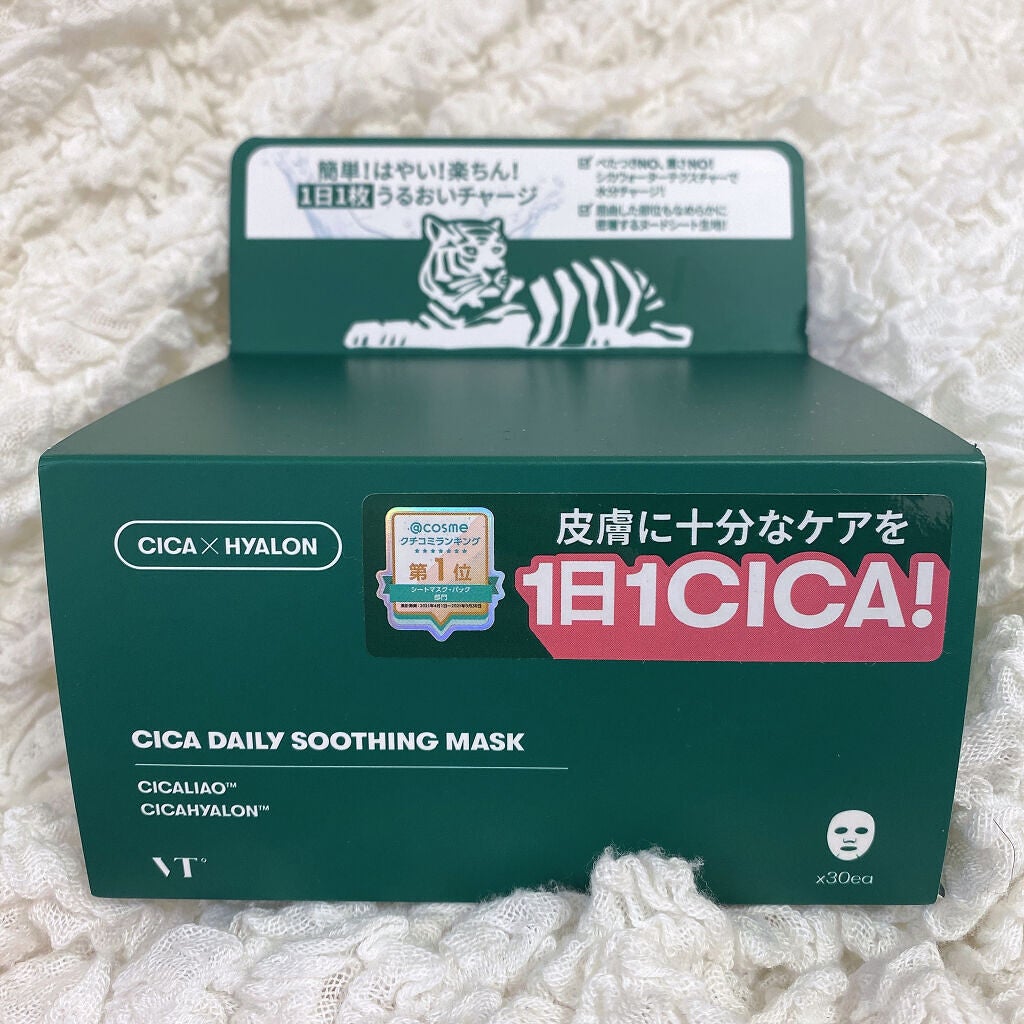 簡単!はやい!楽ちん!
1日1枚 うるおいチャージ
べたつきNO、重さNO!
シカウォーターテクスチャーで
水分チャージ!
屈曲した部位もなめらかに
密着するヌードシート生地!
CICA×HYALON
@cosme
クチコミランキング
第1位
シートマスク・パック
部門
皮膚に十分なケアを
1日1CICA!
CICA DAILY SOOTHING MASK
CICALIAO™
CICAHYALON™
VT
x30ea